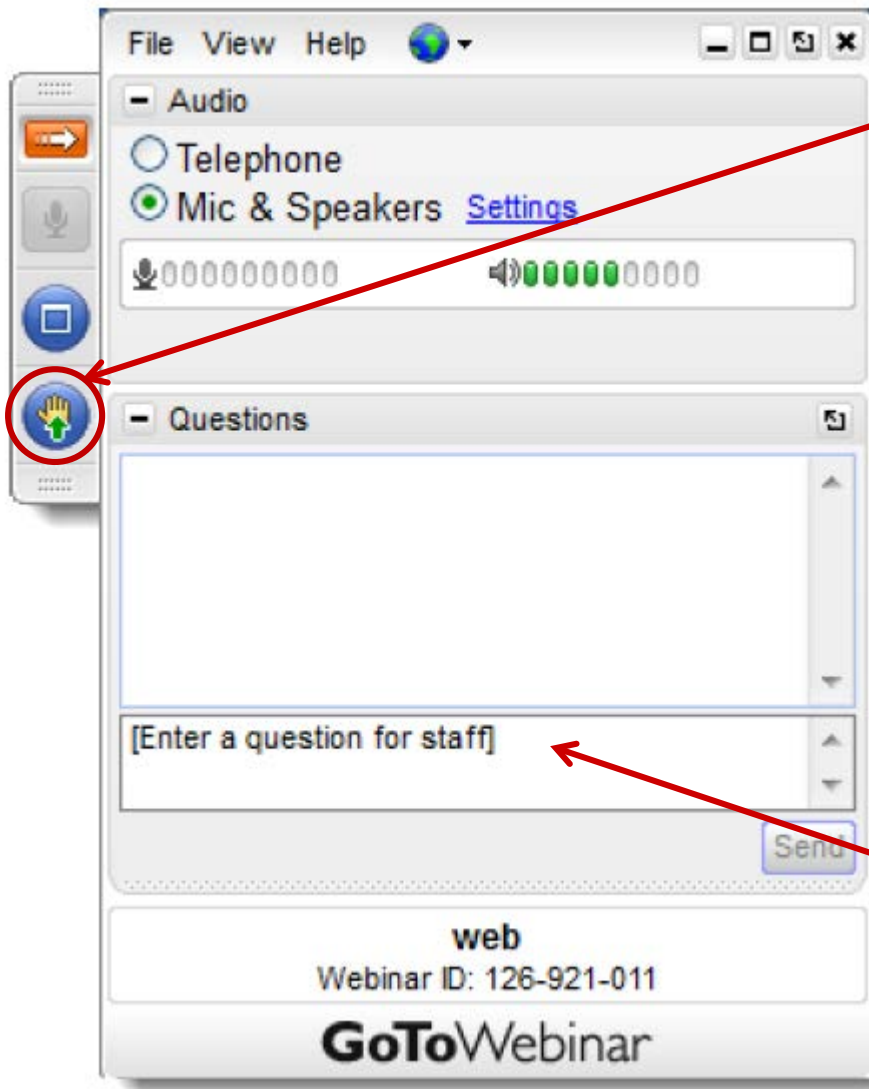 File View Help
Audio
Telephone
Mic & Speakers Settings
Questions
[Enter a question for staff]
Send
web
Webinar ID: 126-921-011
GoToWebinar